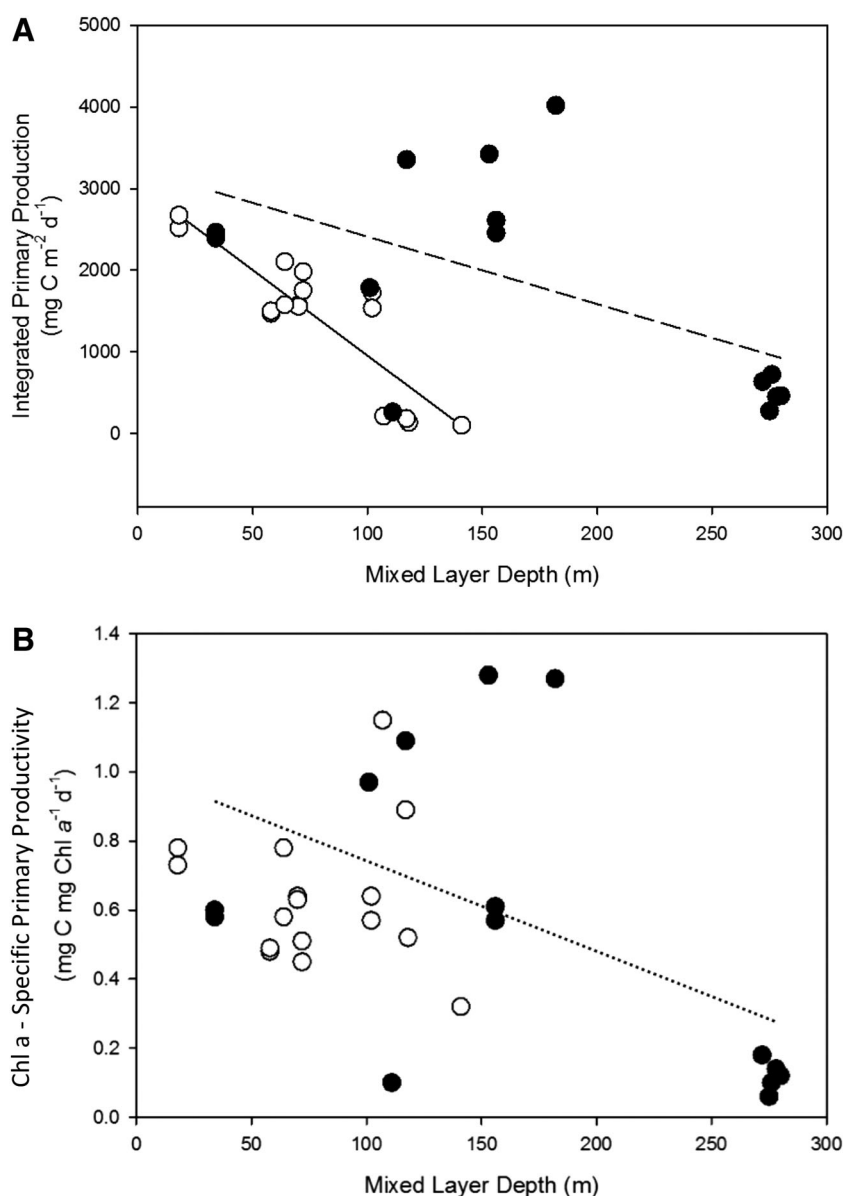 A
Integrated Primary Production
(mg C m⁻² d⁻¹)
5000
4000
3000
2000
1000
0
0 50 100 150 200 250 300
Mixed Layer Depth (m)
B
Chl a - Specific Primary Productivity
(mg C mg Chl a⁻¹ d⁻¹)
1.4
1.2
1.0
0.8
0.6
0.4
0.2
0.0
0 50 100 150 200 250 300
Mixed Layer Depth (m)